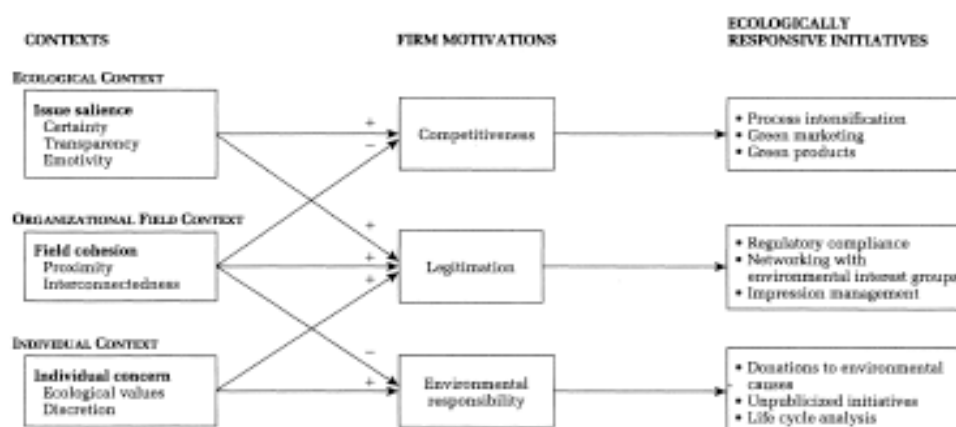 CONTEXTS
FIRM MOTIVATIONS
ECOLOGICALLY
RESPONSIVE INITIATIVES
ECOLOGICAL CONTEXT
Issue salience
Certainty
Transparency
Emotivity
+
−
Competitiveness
• Process intensification
• Green marketing
• Green products
ORGANIZATIONAL FIELD CONTEXT
Field cohesion
Proximity
Interconnectedness
+
+
+
Legitimation
• Regulatory compliance
• Networking with
environmental interest groups
• Impression management
INDIVIDUAL CONTEXT
Individual concern
Ecological values
Discretion
−
+
Environmental
responsibility
• Donations to environmental
causes
• Unpublicized initiatives
• Life cycle analysis